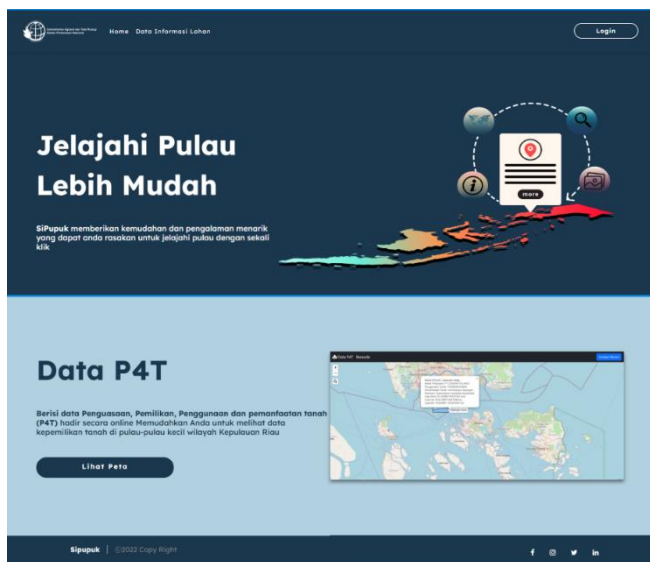 Home Data Informasi Lahan
Login
Jelajahi Pulau
Lebih Mudah
SiPupuk memberikan kemudahan dan pengalaman menarik
yang dapat anda rasakan untuk jelajahi pulau dengan sekali
klik
more
Data P4T
Berisi data Penguasaan, Pemilikan, Penggunaan dan pemanfaatan tanah
(P4T) hadir secara online Memudahkan Anda untuk melihat data
kepemilikan tanah di pulau-pulau kecil wilayah Kepulauan Riau
Lihat Peta
Data P4T Beranda
Sipupuk | ©2022 Copy Right